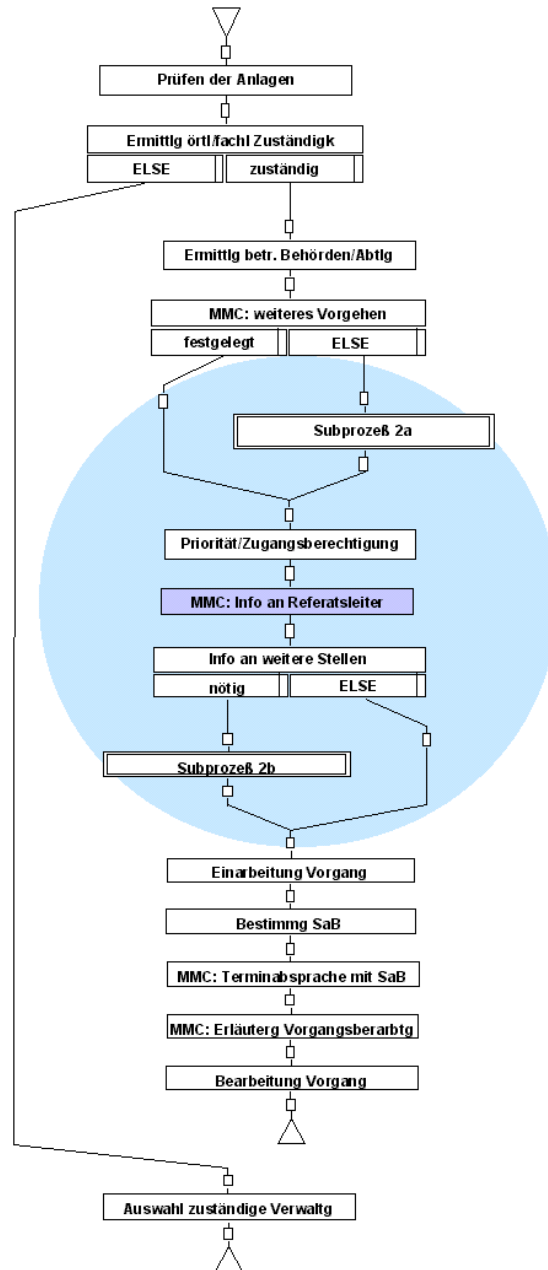 Prüfen der Anlagen
Ermittlg örtl/fachl Zuständigk
ELSE zuständig
Ermittlg betr. Behörden/Abtlg
MMC: weiteres Vorgehen
festgelegt ELSE
Subprozeß 2a
Priorität/Zugangsberechtigung
MMC: Info an Referatsleiter
Info an weitere Stellen
nötig ELSE
Subprozeß 2b
Einarbeitung Vorgang
Bestimmg SaB
MMC: Terminabsprache mit SaB
MMC: Erläuterg Vorgangsberarbtg
Bearbeitung Vorgang
Auswahl zuständige Verwaltg